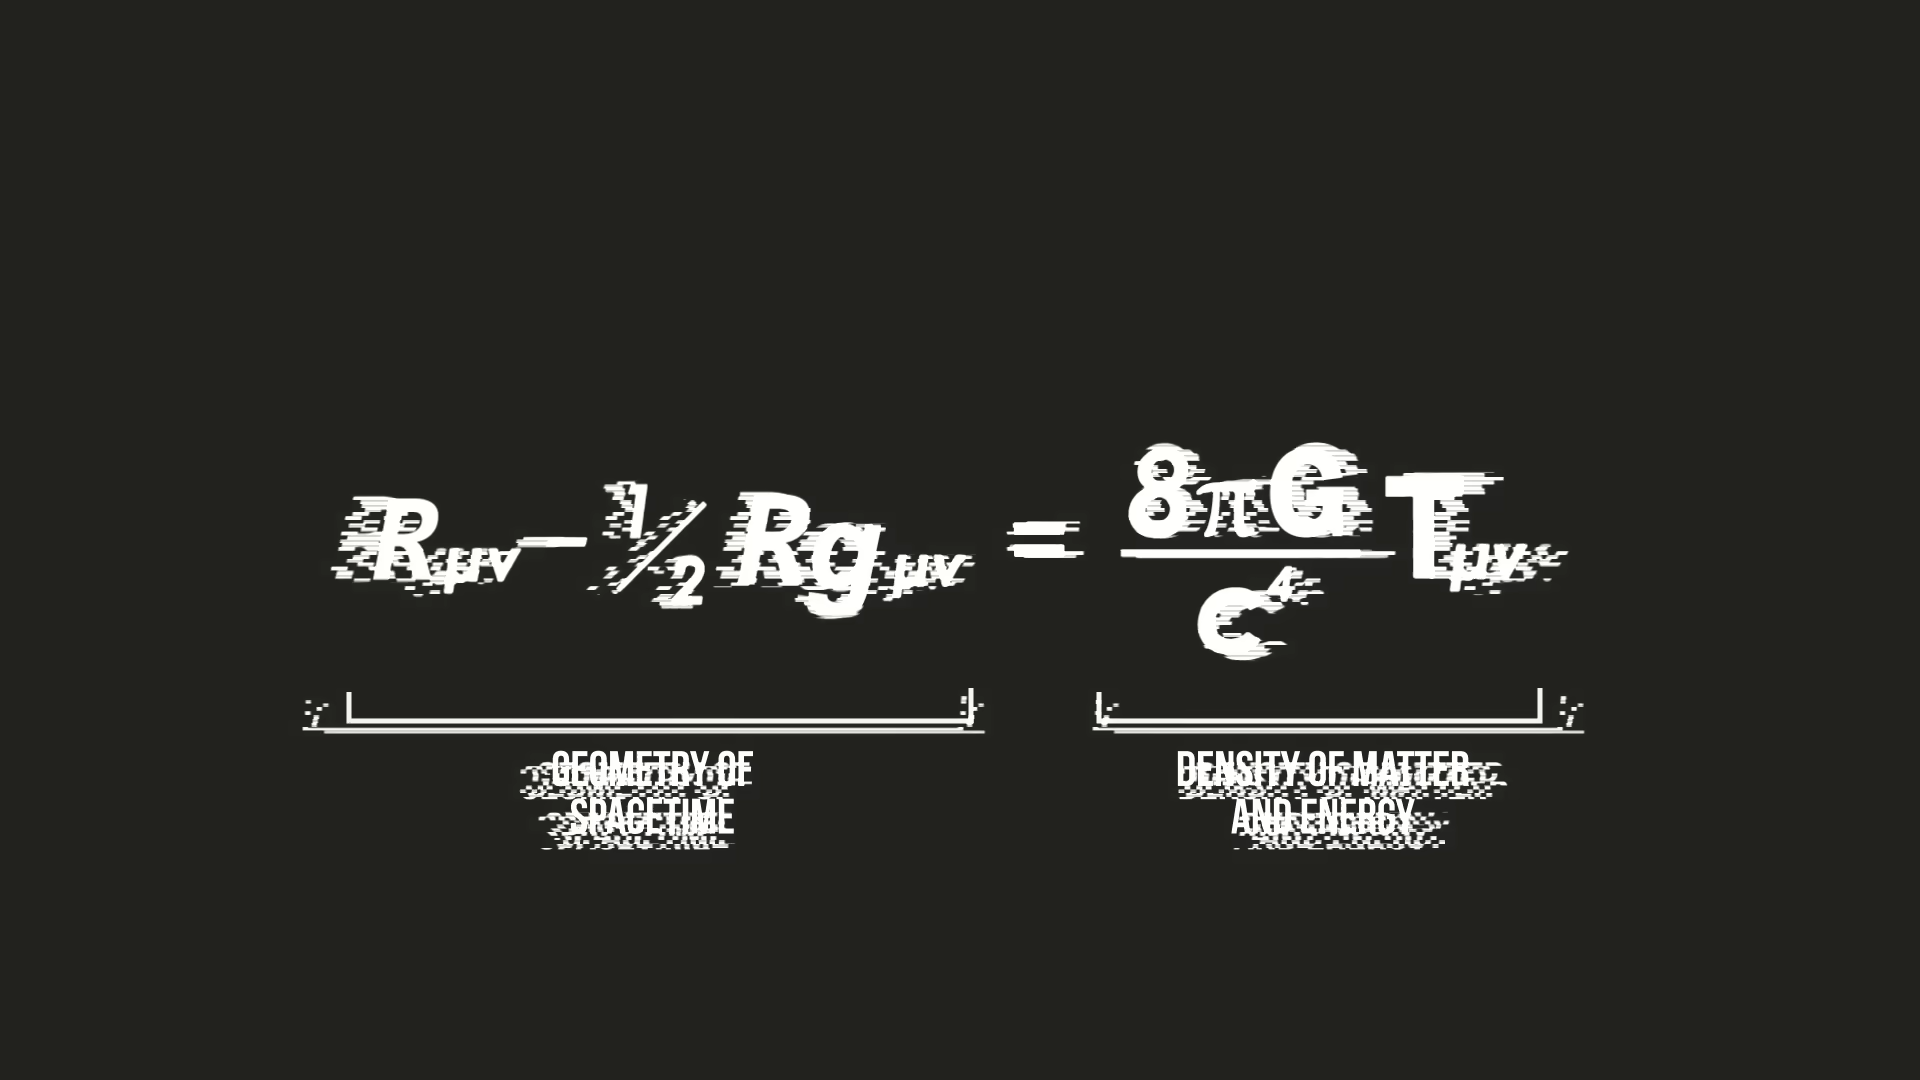 Rμν − ½ Rgμν = 8πG/c⁴ Tμν
GEOMETRY OF
SPACETIME
DENSITY OF MATTER
AND ENERGY